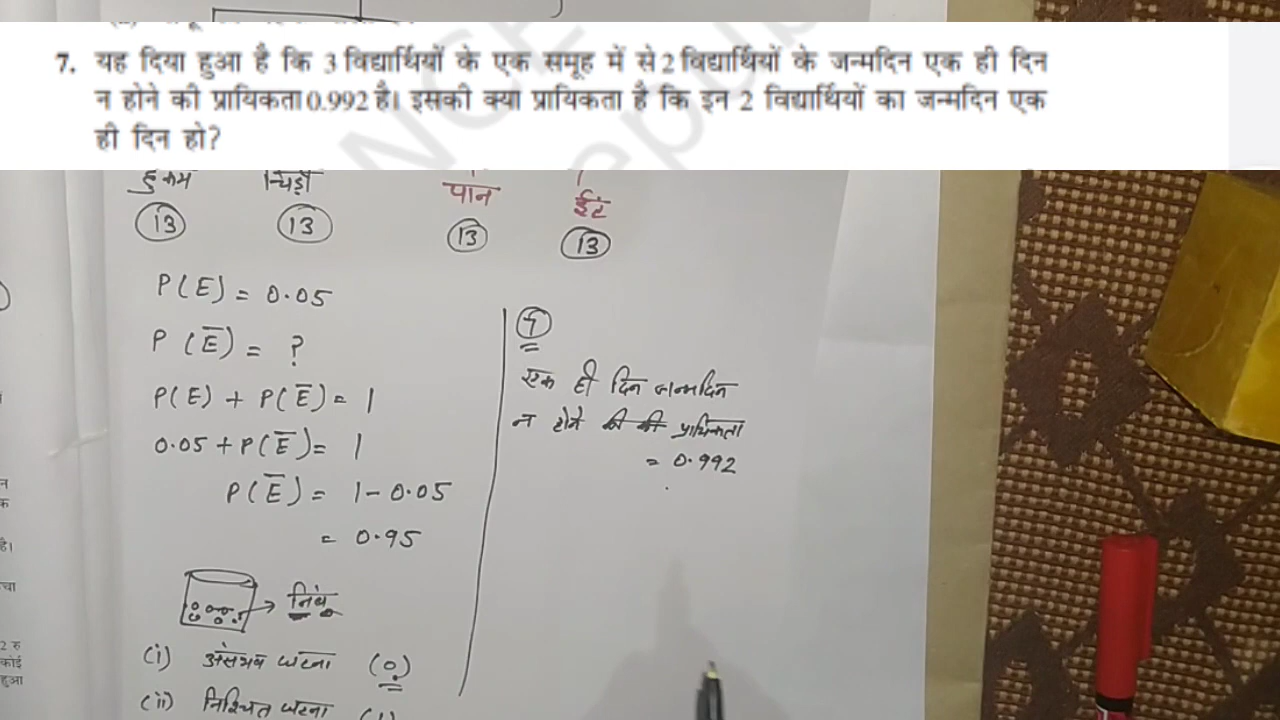 7. यह दिया हुआ है कि 3 विद्यार्थियों के एक समूह में से 2 विद्यार्थियों के जन्मदिन एक ही दिन
न होने की प्रायिकता 0.992 है। इसकी क्या प्रायिकता है कि इन 2 विद्यार्थियों का जन्मदिन एक
ही दिन हो?
हुकम चिड़ी पान ईंट
13 13 13 13
P(E) = 0.05
P(E̅) = ?
P(E) + P(E̅) = 1
0.05 + P(E̅) = 1
P(E̅) = 1 - 0.05
= 0.95
(i) असंभव घटना (0)
(ii) निश्चित घटना (1)
7
एक ही दिन जन्मदिन
न होने की की प्रायिकता
= 0.992